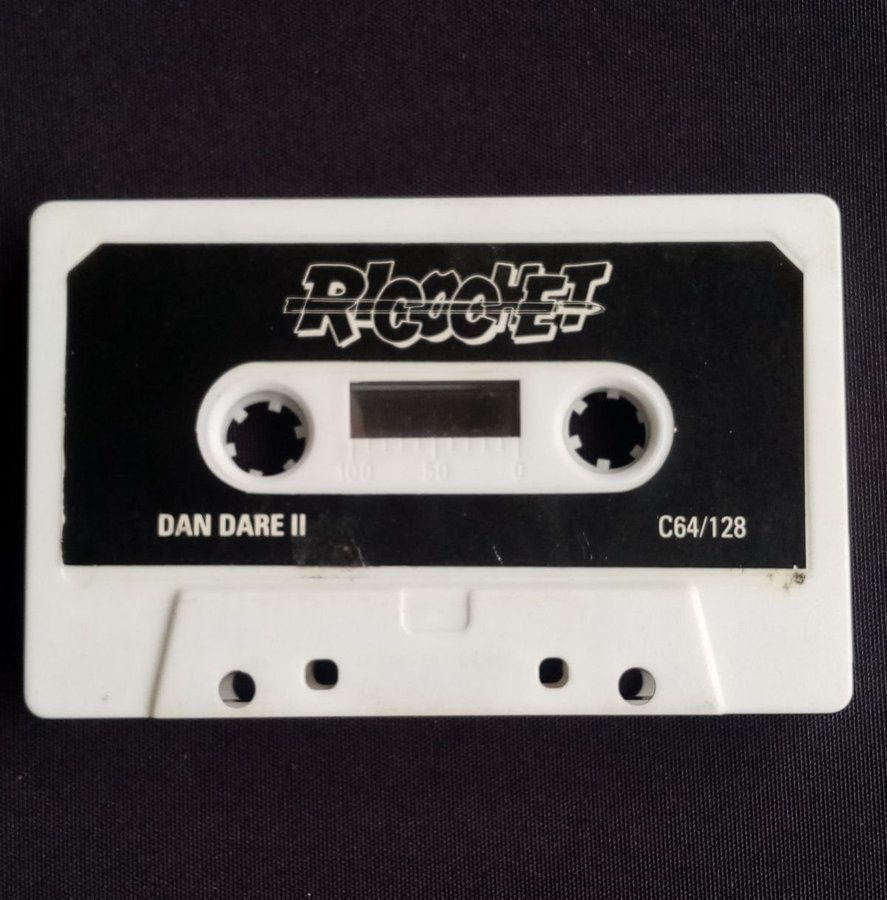 RICOCHET
100 50 0
DAN DARE II
C64/128